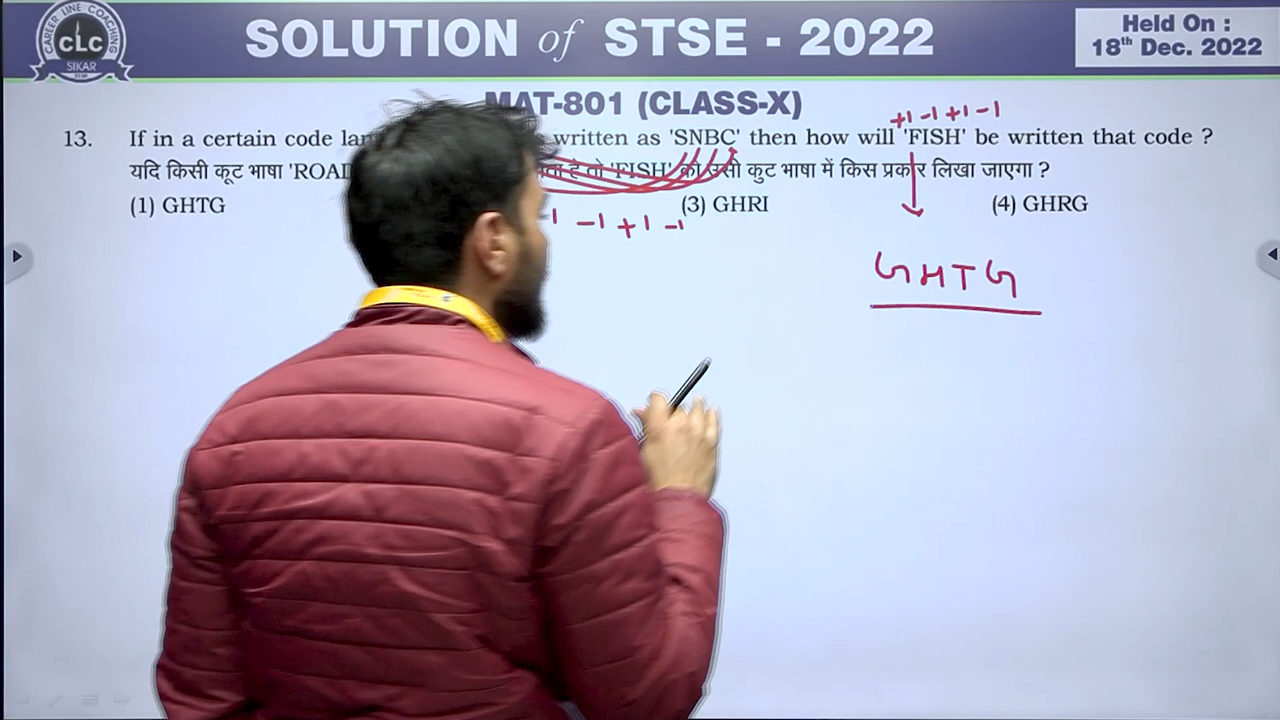 CAREER LINE COACHING
CLC
SIKAR
SOLUTION of STSE - 2022
Held On :
18th Dec. 2022
MAT-801 (CLASS-X)
+1 -1 +1 -1
13. If in a certain code lan written as 'SNBC' then how will 'FISH' be written that code ?
यदि किसी कूट भाषा 'ROAD तो 'FISH' को उसी कुट भाषा में किस प्रकार लिखा जाएगा ?
(1) GHTG (3) GHRI (4) GHRG
-1 +1 -1
GHTG